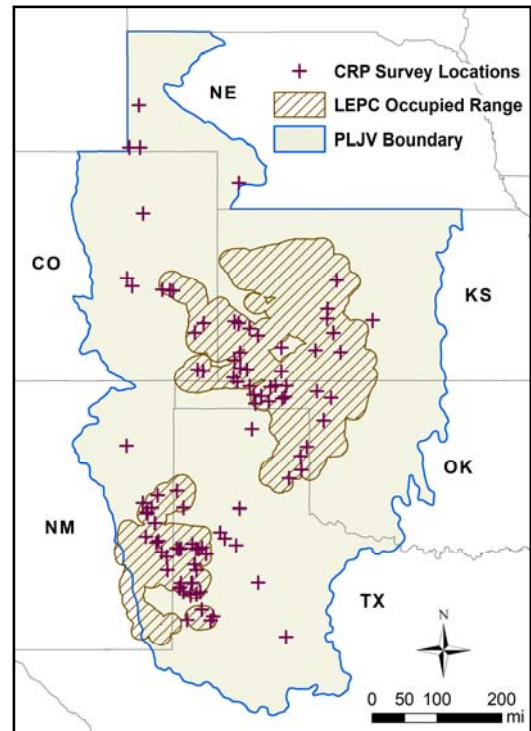 NE
CRP Survey Locations
LEPC Occupied Range
PLJV Boundary
CO
KS
OK
NM
TX
N
0 50 100 200
mi